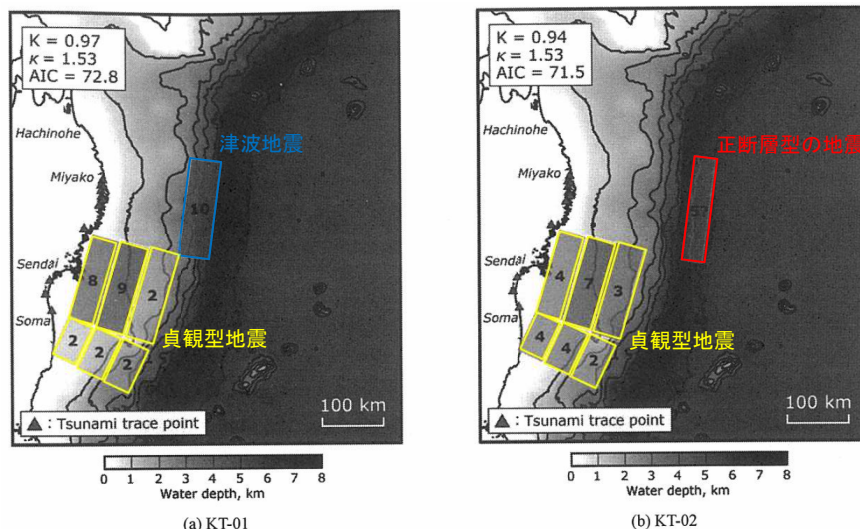 K = 0.97
κ = 1.53
AIC = 72.8
Hachinohe
津波地震
Miyako
10
Sendai
8
9
2
Soma
2
2
2
貞観型地震
▲ : Tsunami trace point
100 km
0 1 2 3 4 5 6 7 8
Water depth, km
(a) KT-01
K = 0.94
κ = 1.53
AIC = 71.5
Hachinohe
正断層型の地震
Miyako
Sendai
4
7
3
Soma
4
4
2
貞観型地震
▲ : Tsunami trace point
100 km
0 1 2 3 4 5 6 7 8
Water depth, km
(b) KT-02